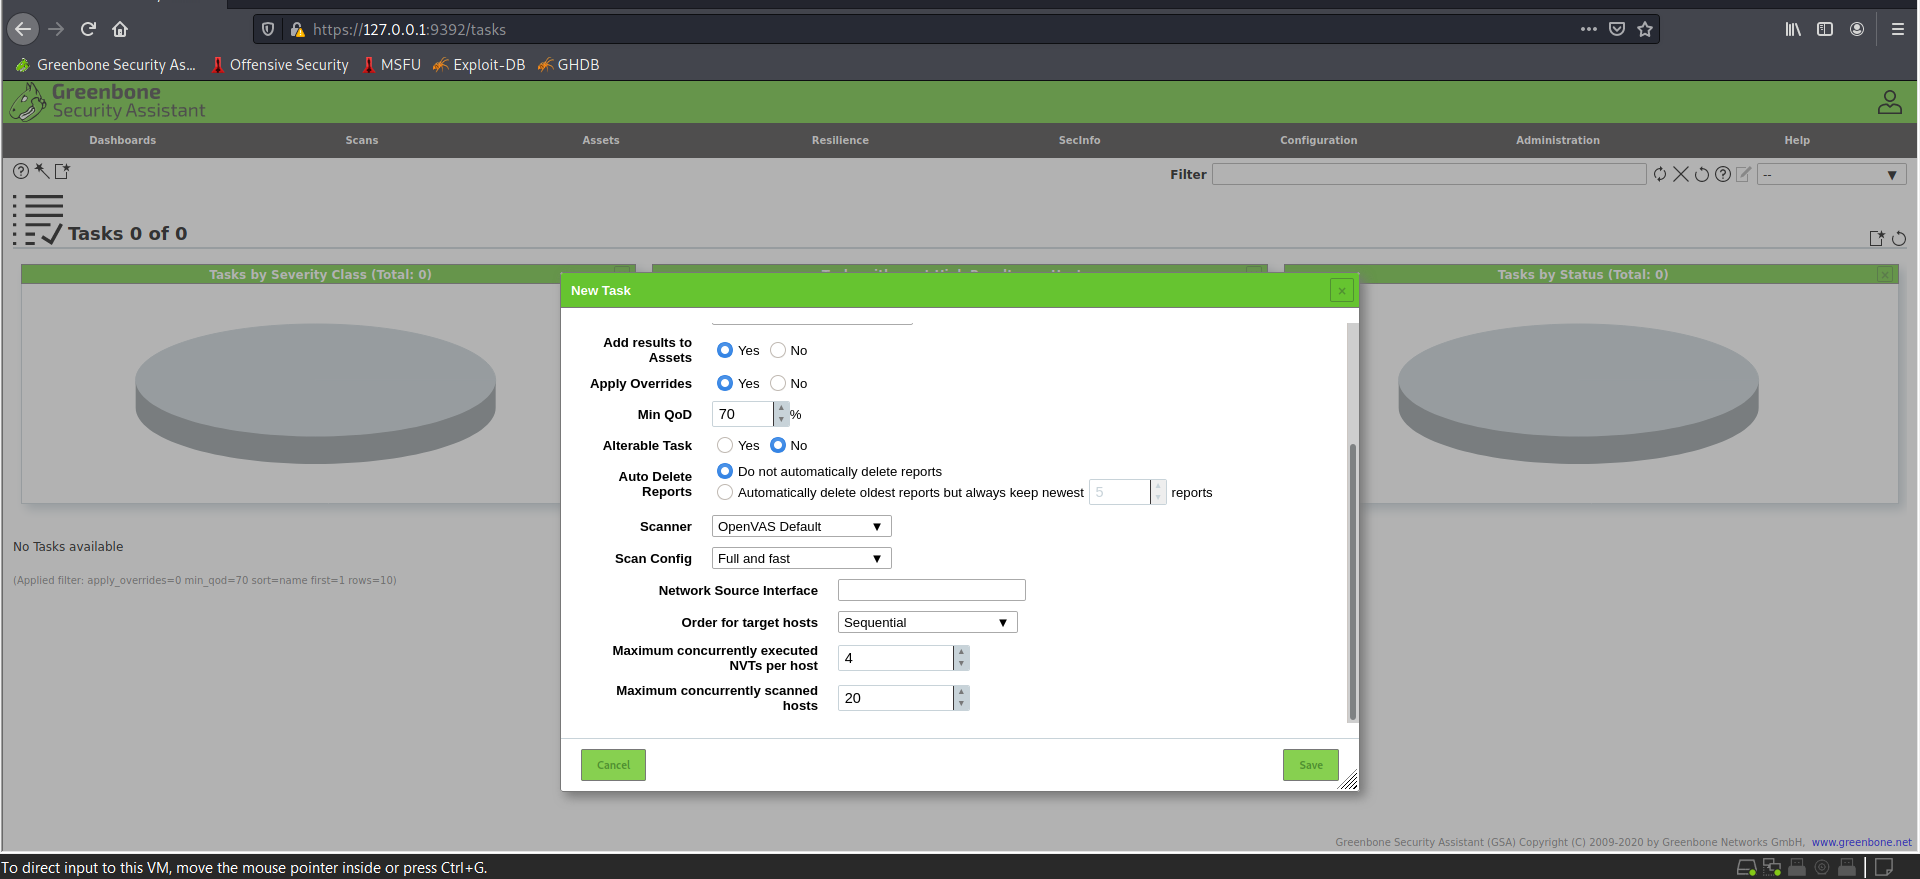 https://127.0.0.1:9392/tasks
Greenbone Security As... Offensive Security MSFU Exploit-DB GHDB
Greenbone
Security Assistant
Dashboards Scans Assets Resilience SecInfo Configuration Administration Help
Filter --
Tasks 0 of 0
Tasks by Severity Class (Total: 0) Tasks by Status (Total: 0)
New Task
Add results to
Assets Yes No
Apply Overrides Yes No
Min QoD 70 %
Alterable Task Yes No
Auto Delete
Reports
Do not automatically delete reports
Automatically delete oldest reports but always keep newest 5 reports
Scanner OpenVAS Default
Scan Config Full and fast
Network Source Interface
Order for target hosts Sequential
Maximum concurrently executed
NVTs per host 4
Maximum concurrently scanned
hosts 20
Cancel Save
No Tasks available
(Applied filter: apply_overrides=0 min_qod=70 sort=name first=1 rows=10)
Greenbone Security Assistant (GSA) Copyright (C) 2009-2020 by Greenbone Networks GmbH, www.greenbone.net
To direct input to this VM, move the mouse pointer inside or press Ctrl+G.